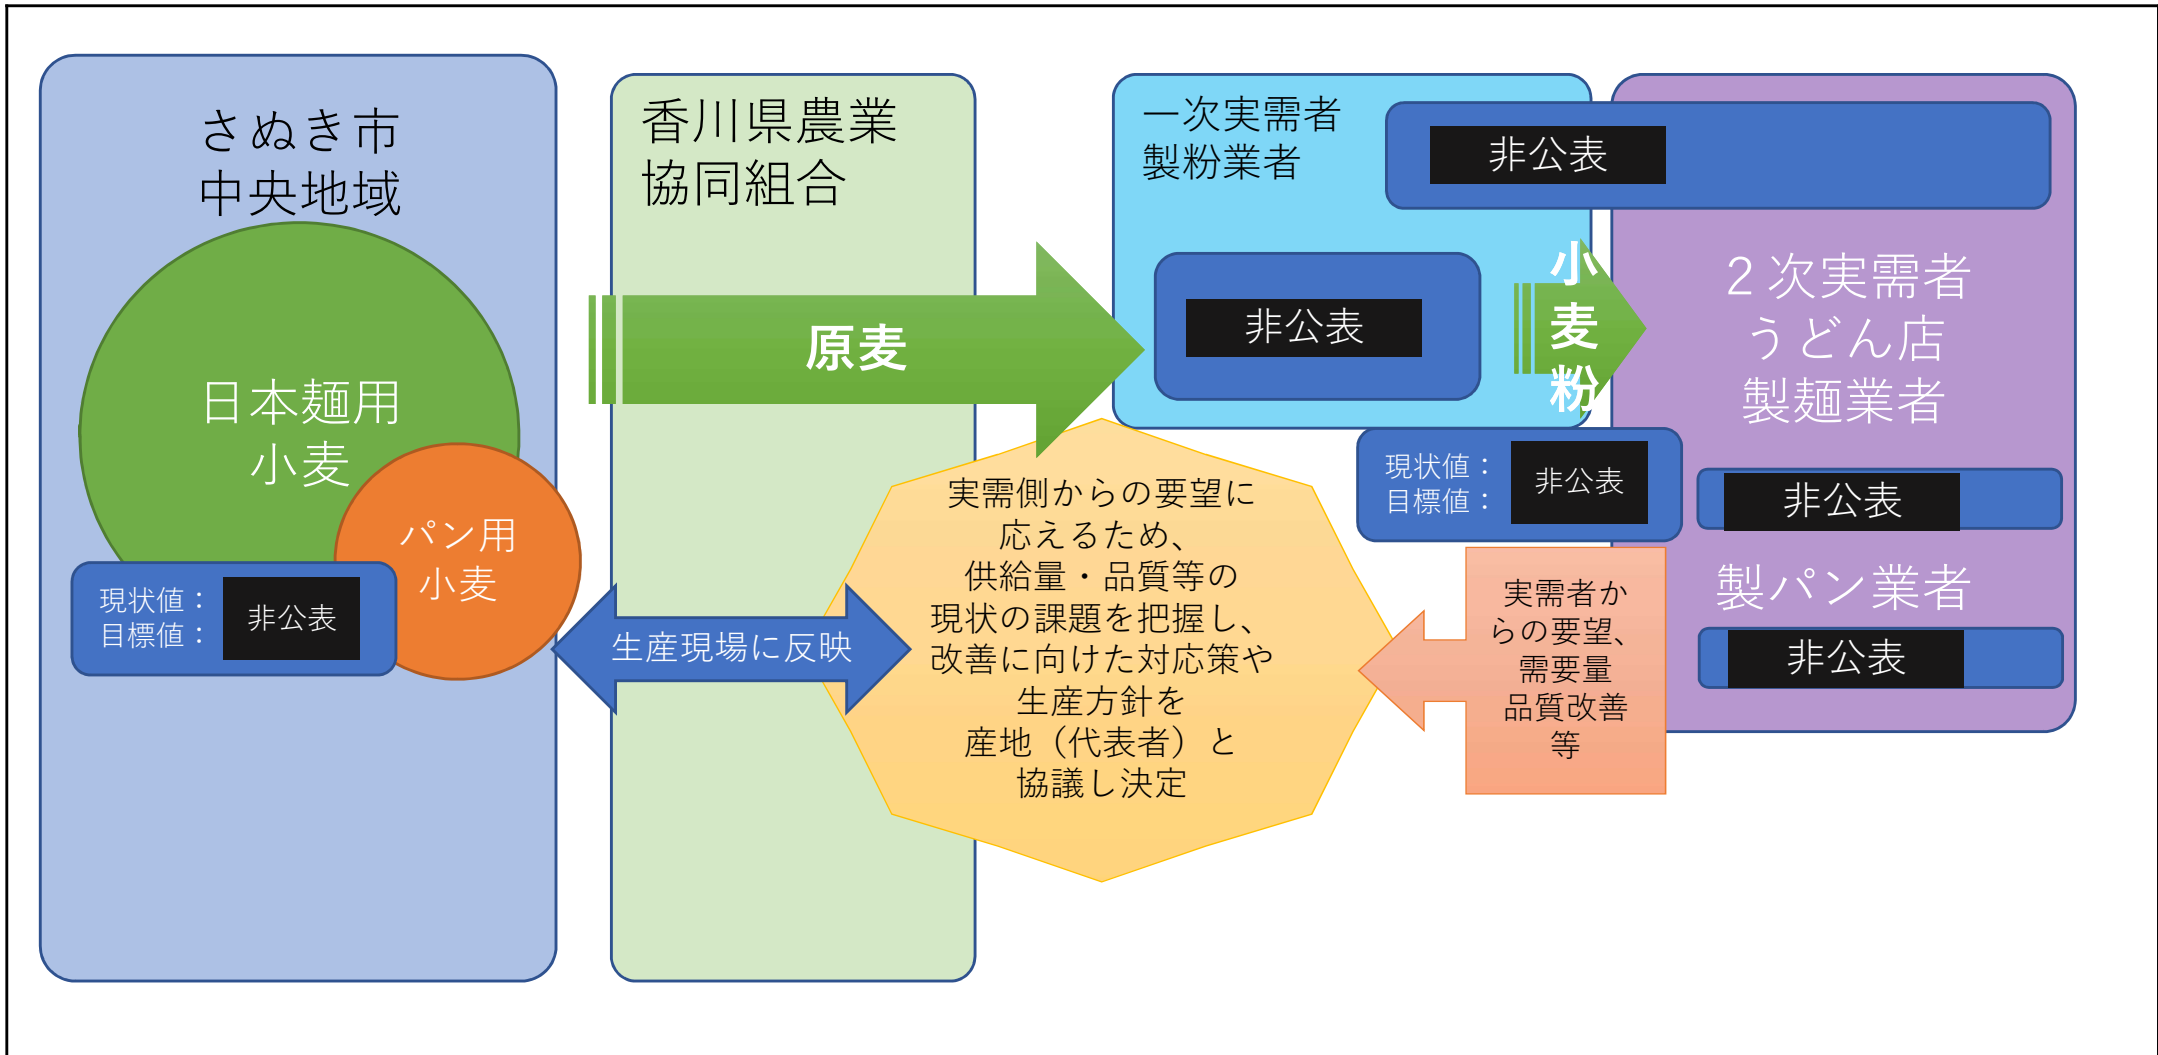 さぬき市
中央地域
日本麺用
小麦
パン用
小麦
現状値：
目標値：
非公表
香川県農業
協同組合
原麦
生産現場に反映
実需側からの要望に
応えるため、
供給量・品質等の
現状の課題を把握し、
改善に向けた対応策や
生産方針を
産地（代表者）と
協議し決定
一次実需者
製粉業者
非公表
非公表
小
麦
粉
現状値：
目標値：
非公表
実需者か
らの要望、
需要量
品質改善
等
２次実需者
うどん店
製麺業者
非公表
製パン業者
非公表